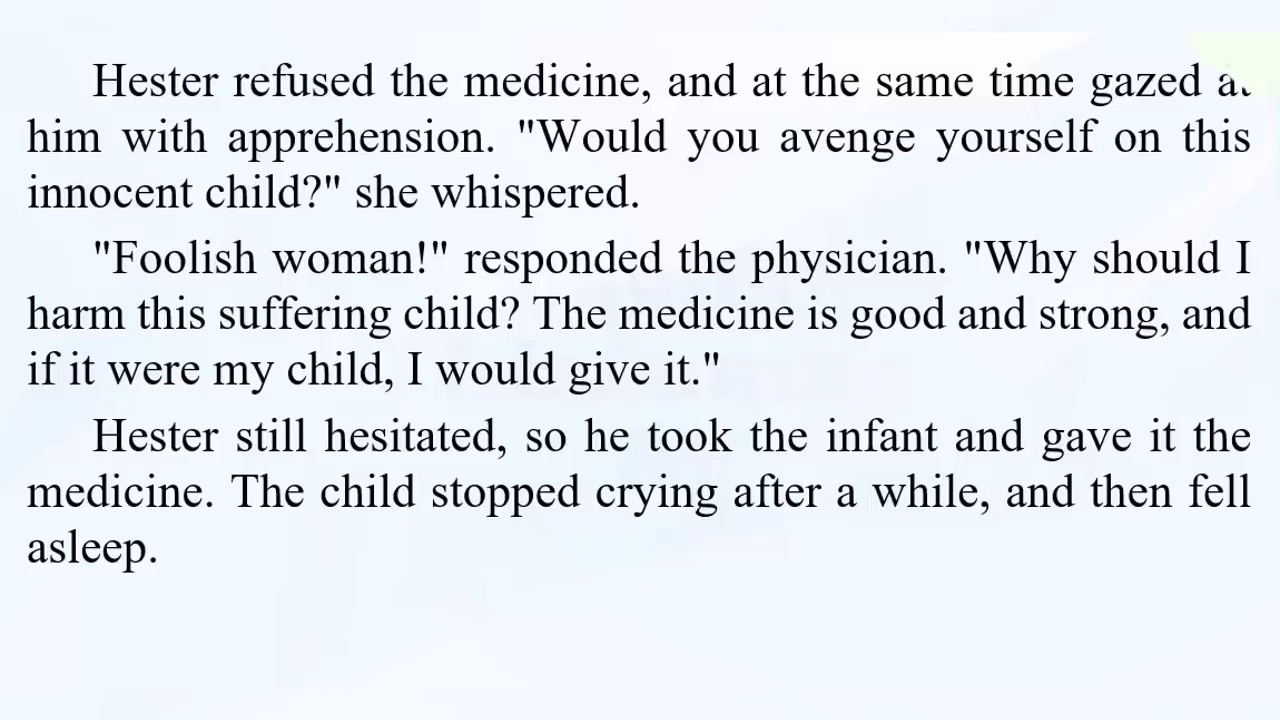 Hester refused the medicine, and at the same time gazed at
him with apprehension. "Would you avenge yourself on this
innocent child?" she whispered.
"Foolish woman!" responded the physician. "Why should I
harm this suffering child? The medicine is good and strong, and
if it were my child, I would give it."
Hester still hesitated, so he took the infant and gave it the
medicine. The child stopped crying after a while, and then fell
asleep.